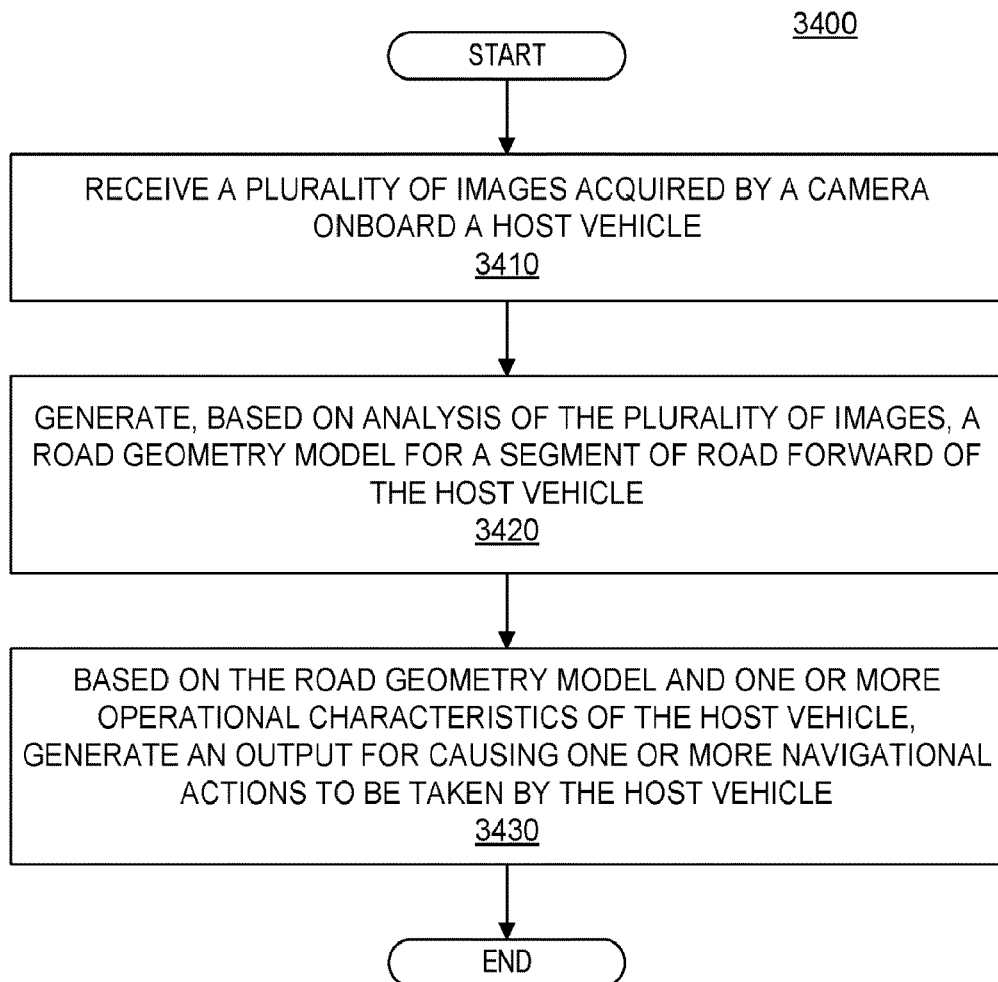 3400
START
RECEIVE A PLURALITY OF IMAGES ACQUIRED BY A CAMERA
ONBOARD A HOST VEHICLE
3410
GENERATE, BASED ON ANALYSIS OF THE PLURALITY OF IMAGES, A
ROAD GEOMETRY MODEL FOR A SEGMENT OF ROAD FORWARD OF
THE HOST VEHICLE
3420
BASED ON THE ROAD GEOMETRY MODEL AND ONE OR MORE
OPERATIONAL CHARACTERISTICS OF THE HOST VEHICLE,
GENERATE AN OUTPUT FOR CAUSING ONE OR MORE NAVIGATIONAL
ACTIONS TO BE TAKEN BY THE HOST VEHICLE
3430
END